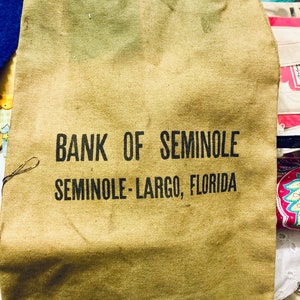 BANK OF SEMINOLE
SEMINOLE-LARGO, FLORIDA